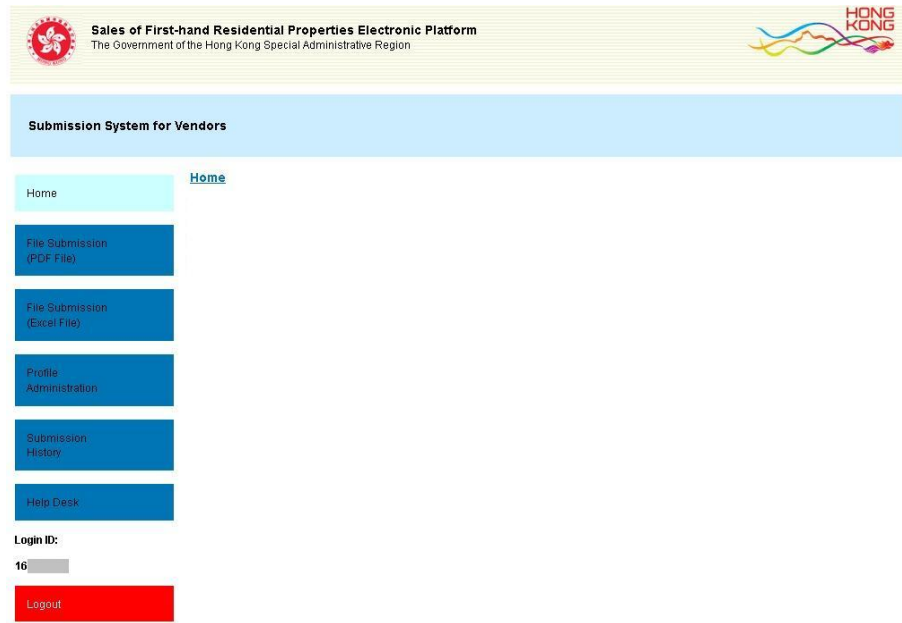 Sales of First-hand Residential Properties Electronic Platform
The Government of the Hong Kong Special Administrative Region
HONG
KONG
Submission System for Vendors
Home
Home
File Submission
(PDF File)
File Submission
(Excel File)
Profile
Administration
Submission
History
Help Desk
Login ID:
16
Logout